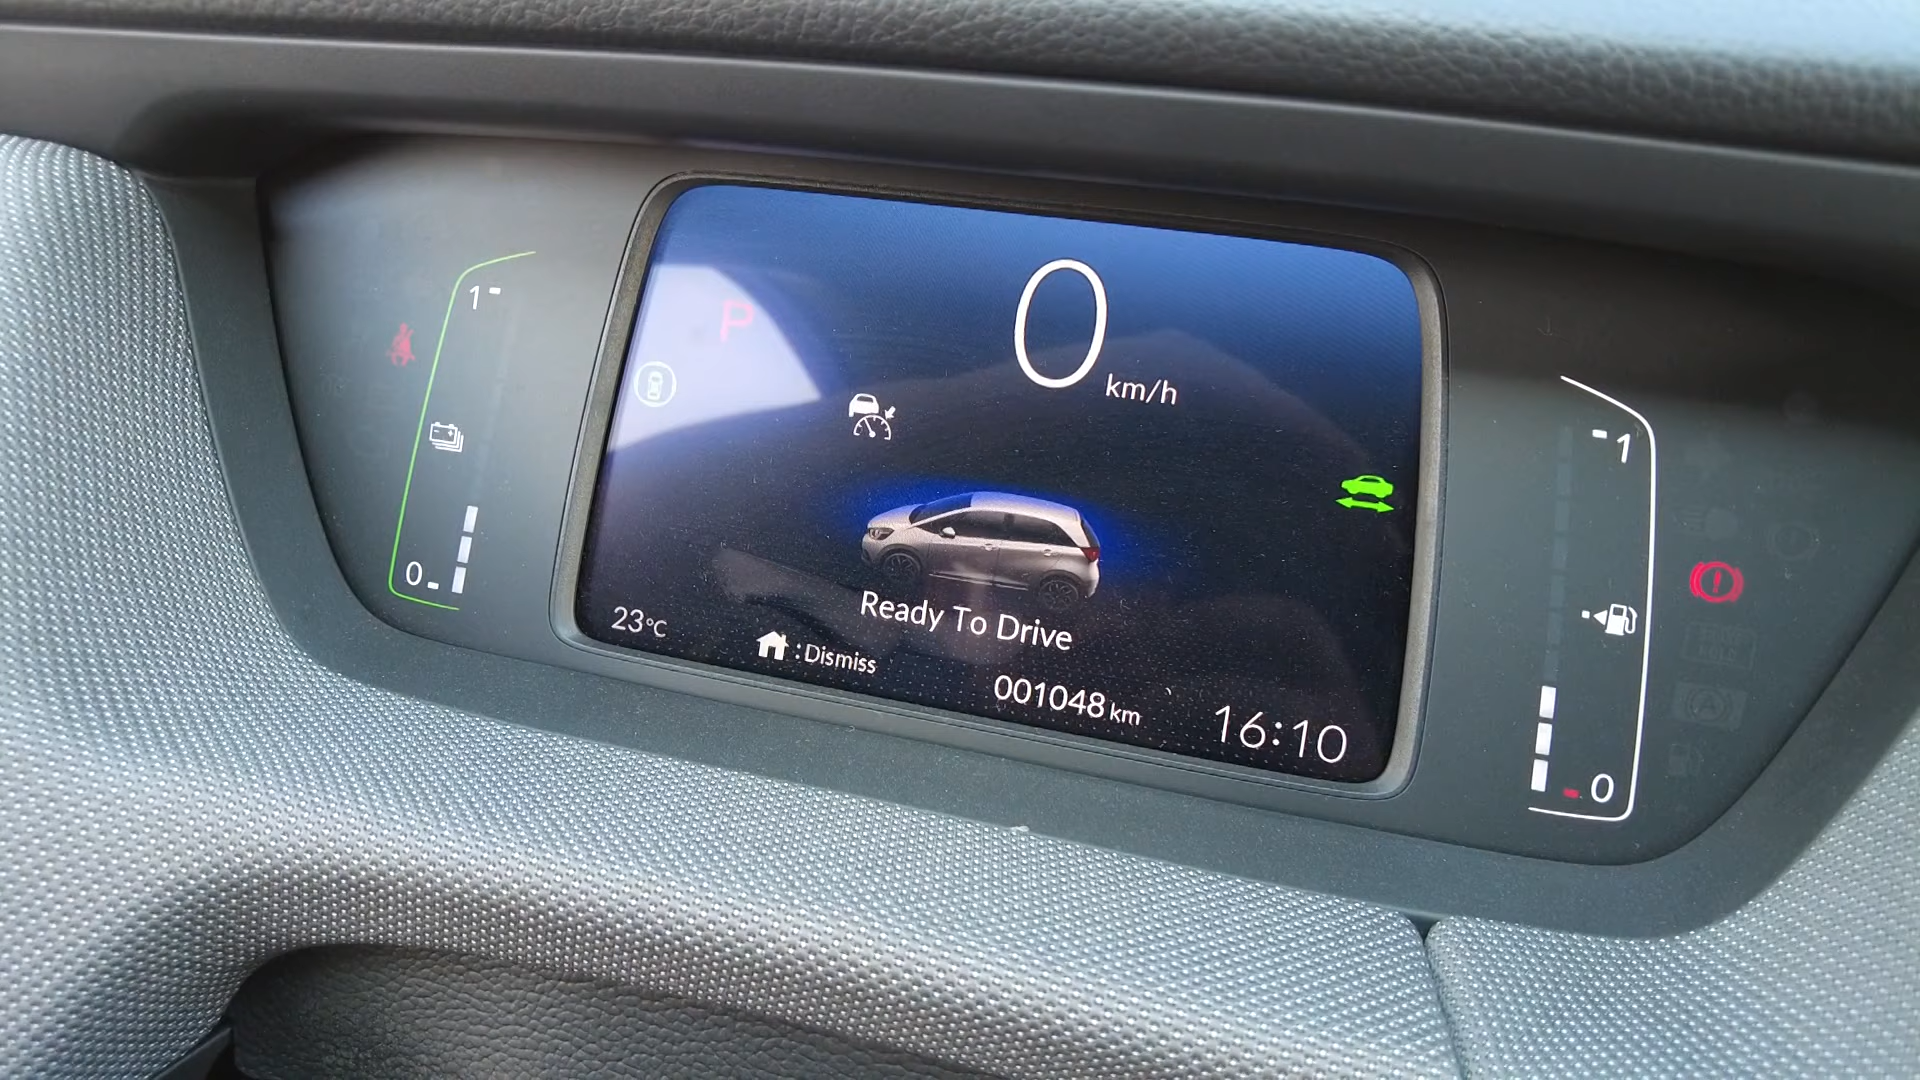 1
0
P
0 km/h
Ready To Drive
23°C
:Dismiss
001048 km
16:10
1
0